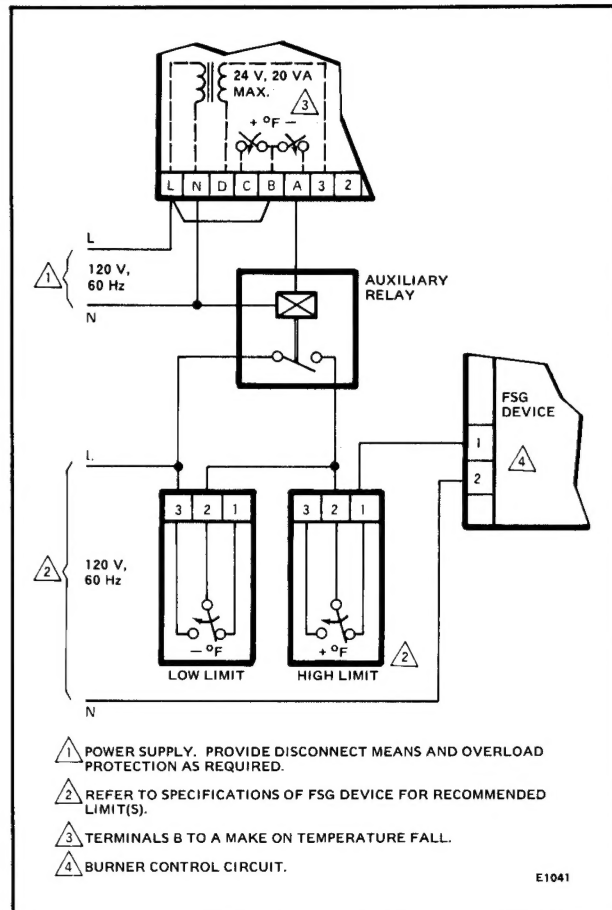 24 V, 20 VA
MAX.
3
+ °F −
L N D C B A 3 2
L
1
120 V,
60 Hz
N
AUXILIARY
RELAY
FSG
DEVICE
1
2
4
L
3 2 1
3 2 1
2
120 V,
60 Hz
− °F
+ °F
2
LOW LIMIT
HIGH LIMIT
N
1 POWER SUPPLY. PROVIDE DISCONNECT MEANS AND OVERLOAD
PROTECTION AS REQUIRED.
2 REFER TO SPECIFICATIONS OF FSG DEVICE FOR RECOMMENDED
LIMIT(S).
3 TERMINALS B TO A MAKE ON TEMPERATURE FALL.
4 BURNER CONTROL CIRCUIT.
E1041